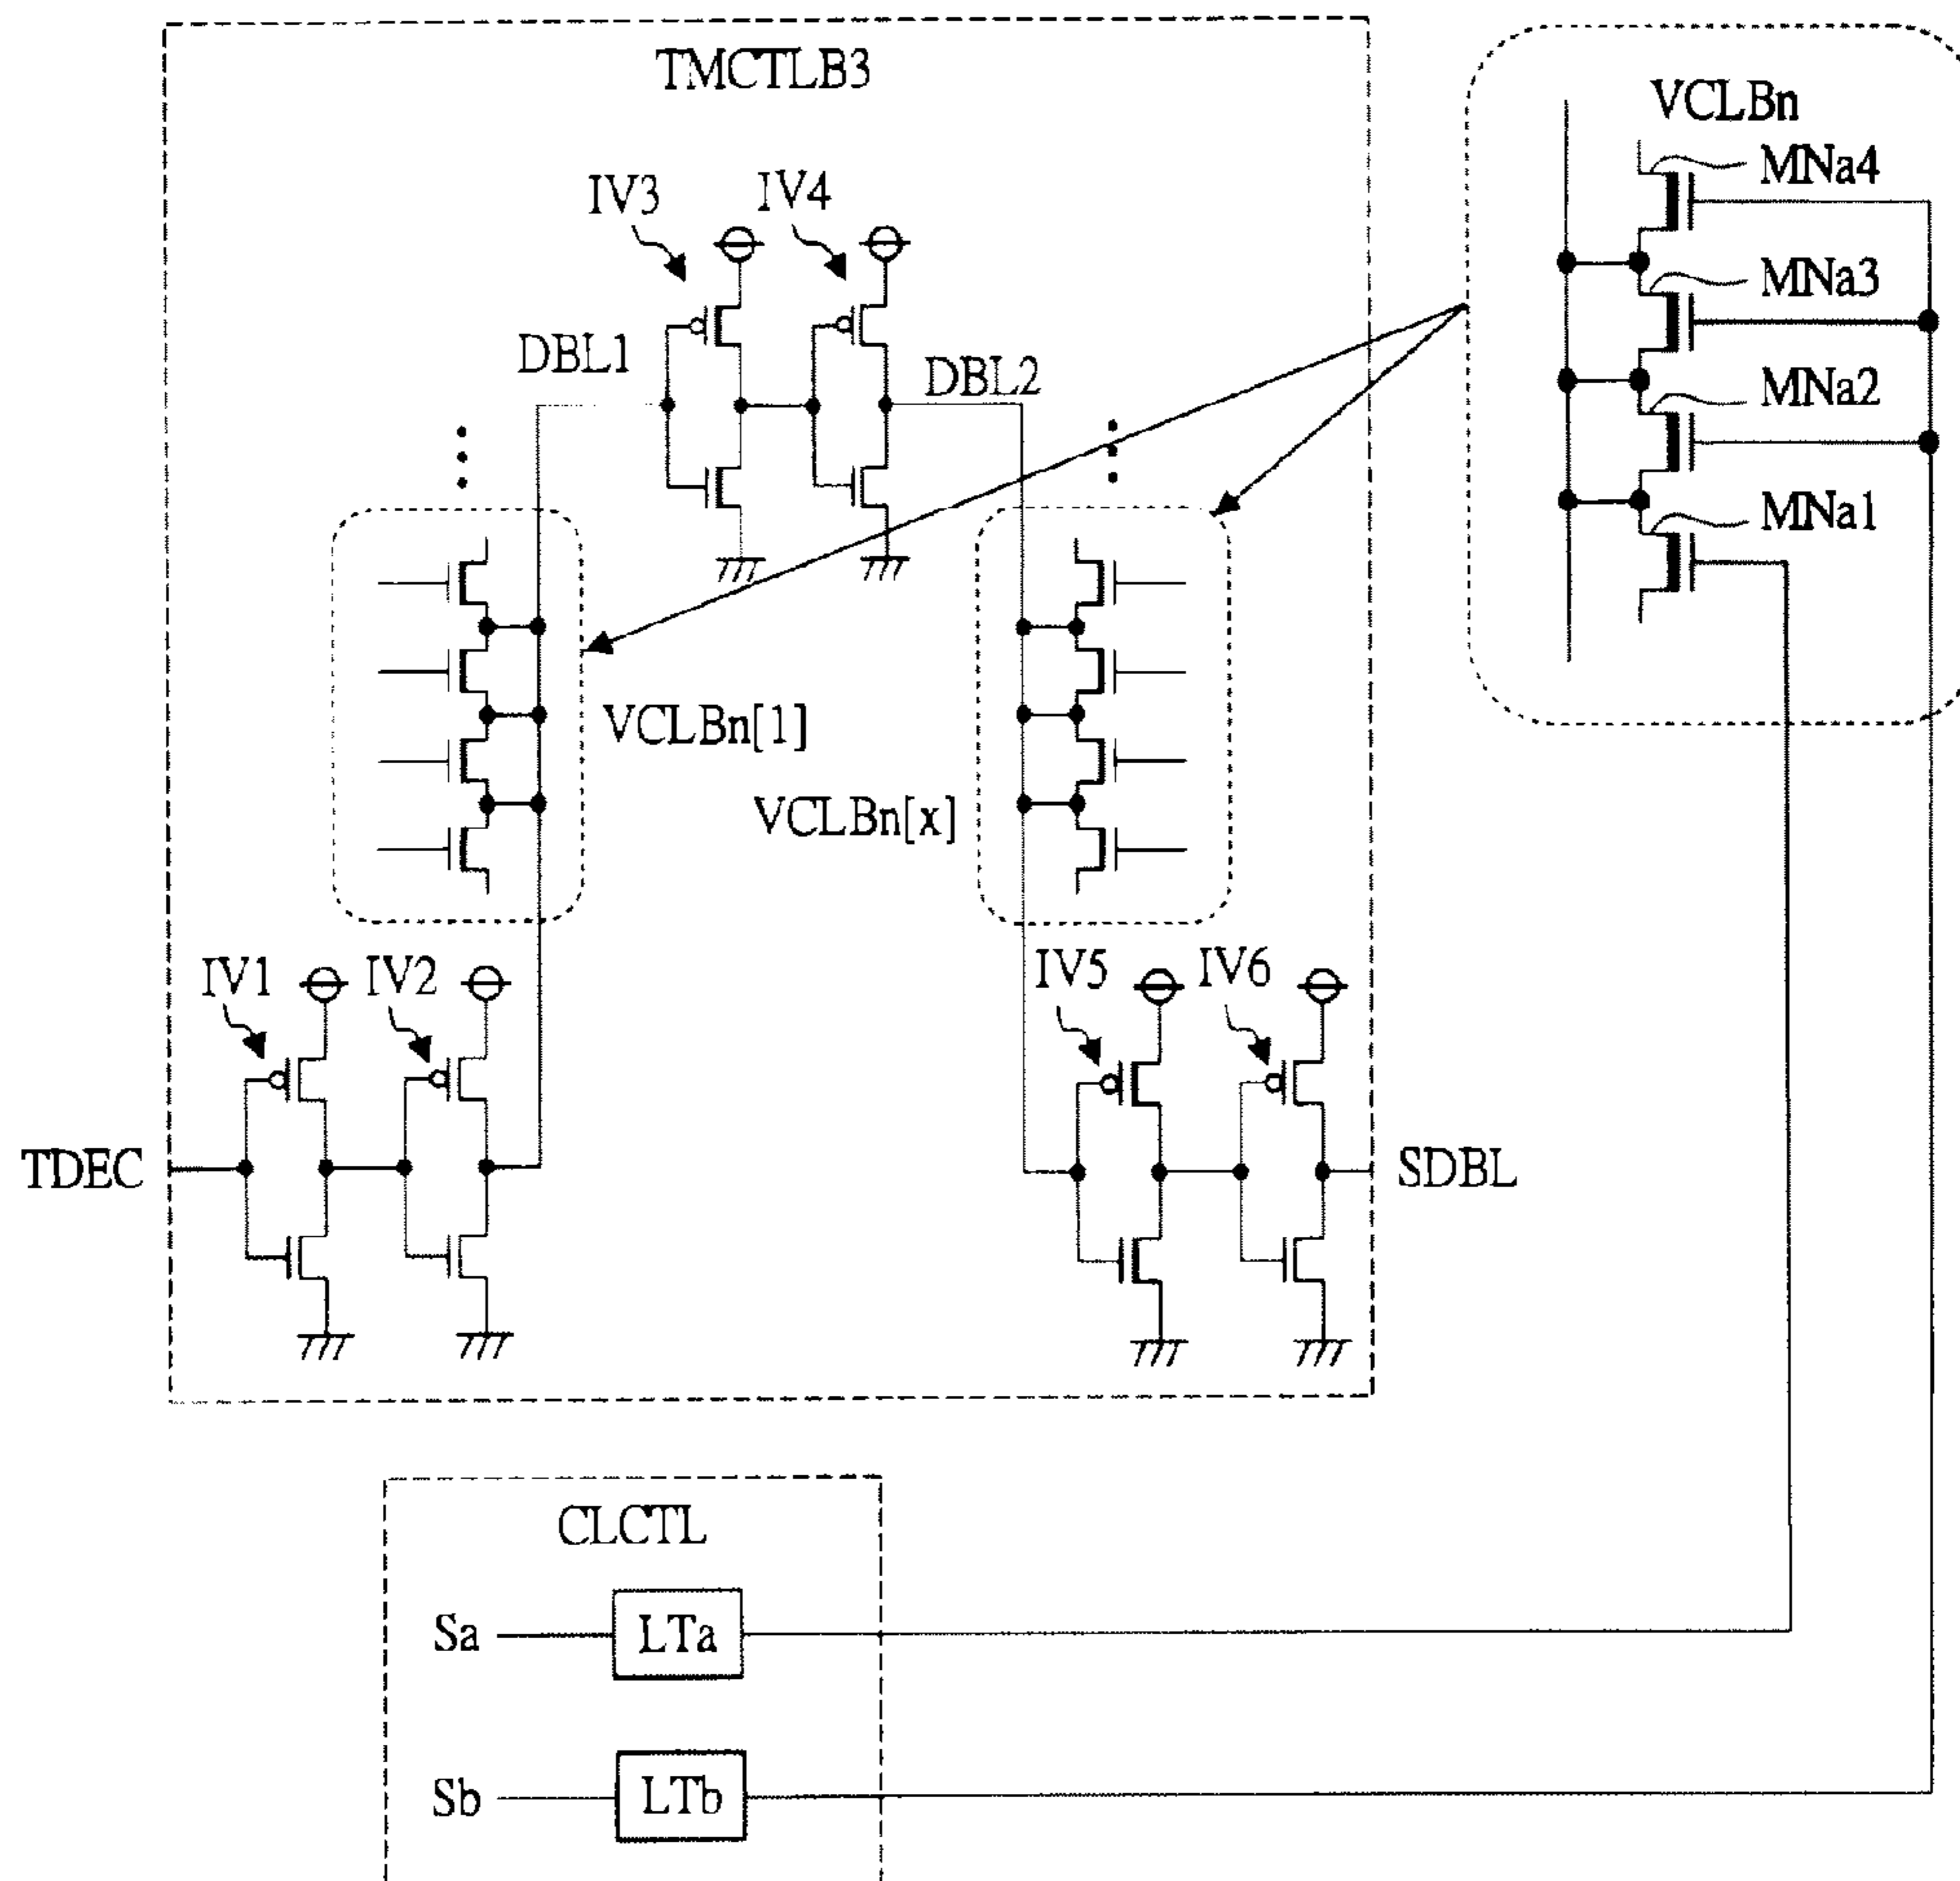 TMCTLB3
VCLBn
MNa4
IV3
IV4
MNa3
DBL1
DBL2
MNa2
MNa1
VCLBn[1]
VCLBn[x]
IV1
IV2
IV5
IV6
TDEC
SDBL
CLCTL
Sa
LTa
Sb
LTb